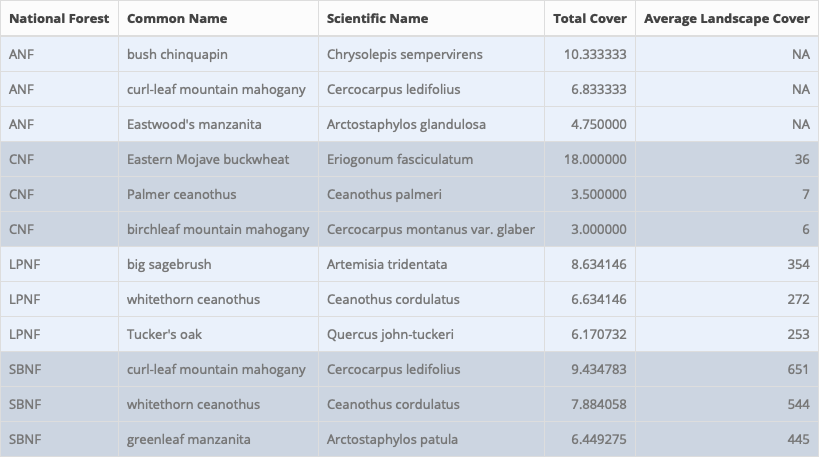 National Forest Common Name Scientific Name Total Cover Average Landscape Cover
ANF bush chinquapin Chrysolepis sempervirens 10.333333 NA
ANF curl-leaf mountain mahogany Cercocarpus ledifolius 6.833333 NA
ANF Eastwood's manzanita Arctostaphylos glandulosa 4.750000 NA
CNF Eastern Mojave buckwheat Eriogonum fasciculatum 18.000000 36
CNF Palmer ceanothus Ceanothus palmeri 3.500000 7
CNF birchleaf mountain mahogany Cercocarpus montanus var. glaber 3.000000 6
LPNF big sagebrush Artemisia tridentata 8.634146 354
LPNF whitethorn ceanothus Ceanothus cordulatus 6.634146 272
LPNF Tucker's oak Quercus john-tuckeri 6.170732 253
SBNF curl-leaf mountain mahogany Cercocarpus ledifolius 9.434783 651
SBNF whitethorn ceanothus Ceanothus cordulatus 7.884058 544
SBNF greenleaf manzanita Arctostaphylos patula 6.449275 445